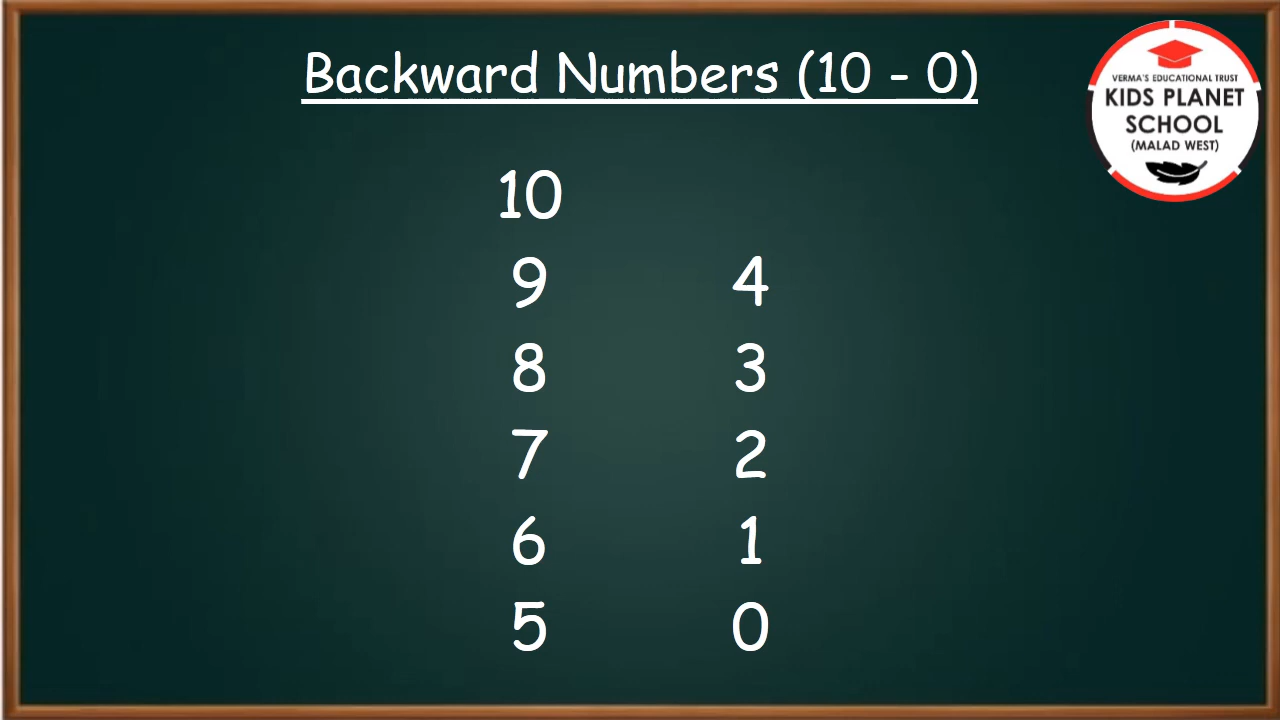 Backward Numbers (10 - 0)
VERMA'S EDUCATIONAL TRUST
KIDS PLANET
SCHOOL
(MALAD WEST)
10
9
8
7
6
5
4
3
2
1
0